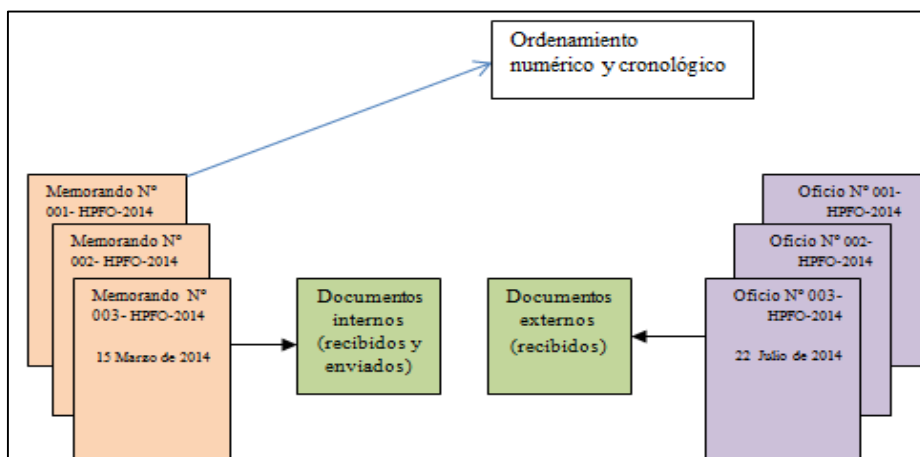 Ordenamiento
numérico y cronológico
Memorando N°
001- HPFO-2014
Memorando N°
002- HPFO-2014
Memorando N°
003- HPFO-2014
15 Marzo de 2014
Documentos
internos
(recibidos y
enviados)
Documentos
externos
(recibidos)
Oficio N° 001-
HPFO-2014
Oficio N° 002-
HPFO-2014
Oficio N° 003-
HPFO-2014
22 Julio de 2014